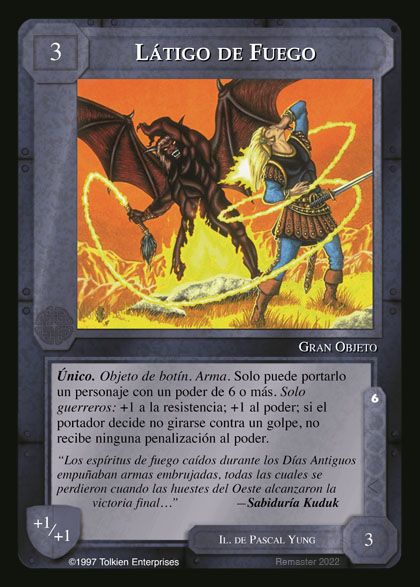 3
LÁTIGO DE FUEGO
GRAN OBJETO
Único. Objeto de botín. Arma. Solo puede portarlo
un personaje con un poder de 6 o más. Solo
guerreros: +1 a la resistencia; +1 al poder; si el
portador decide no girarse contra un golpe, no
recibe ninguna penalización al poder.
6
“Los espíritus de fuego caídos durante los Días Antiguos
empuñaban armas embrujadas, todas las cuales se
perdieron cuando las huestes del Oeste alcanzaron la
victoria final…” —Sabiduría Kuduk
+1/+1
IL. DE PASCAL YUNG
3
©1997 Tolkien Enterprises
Remaster 2022